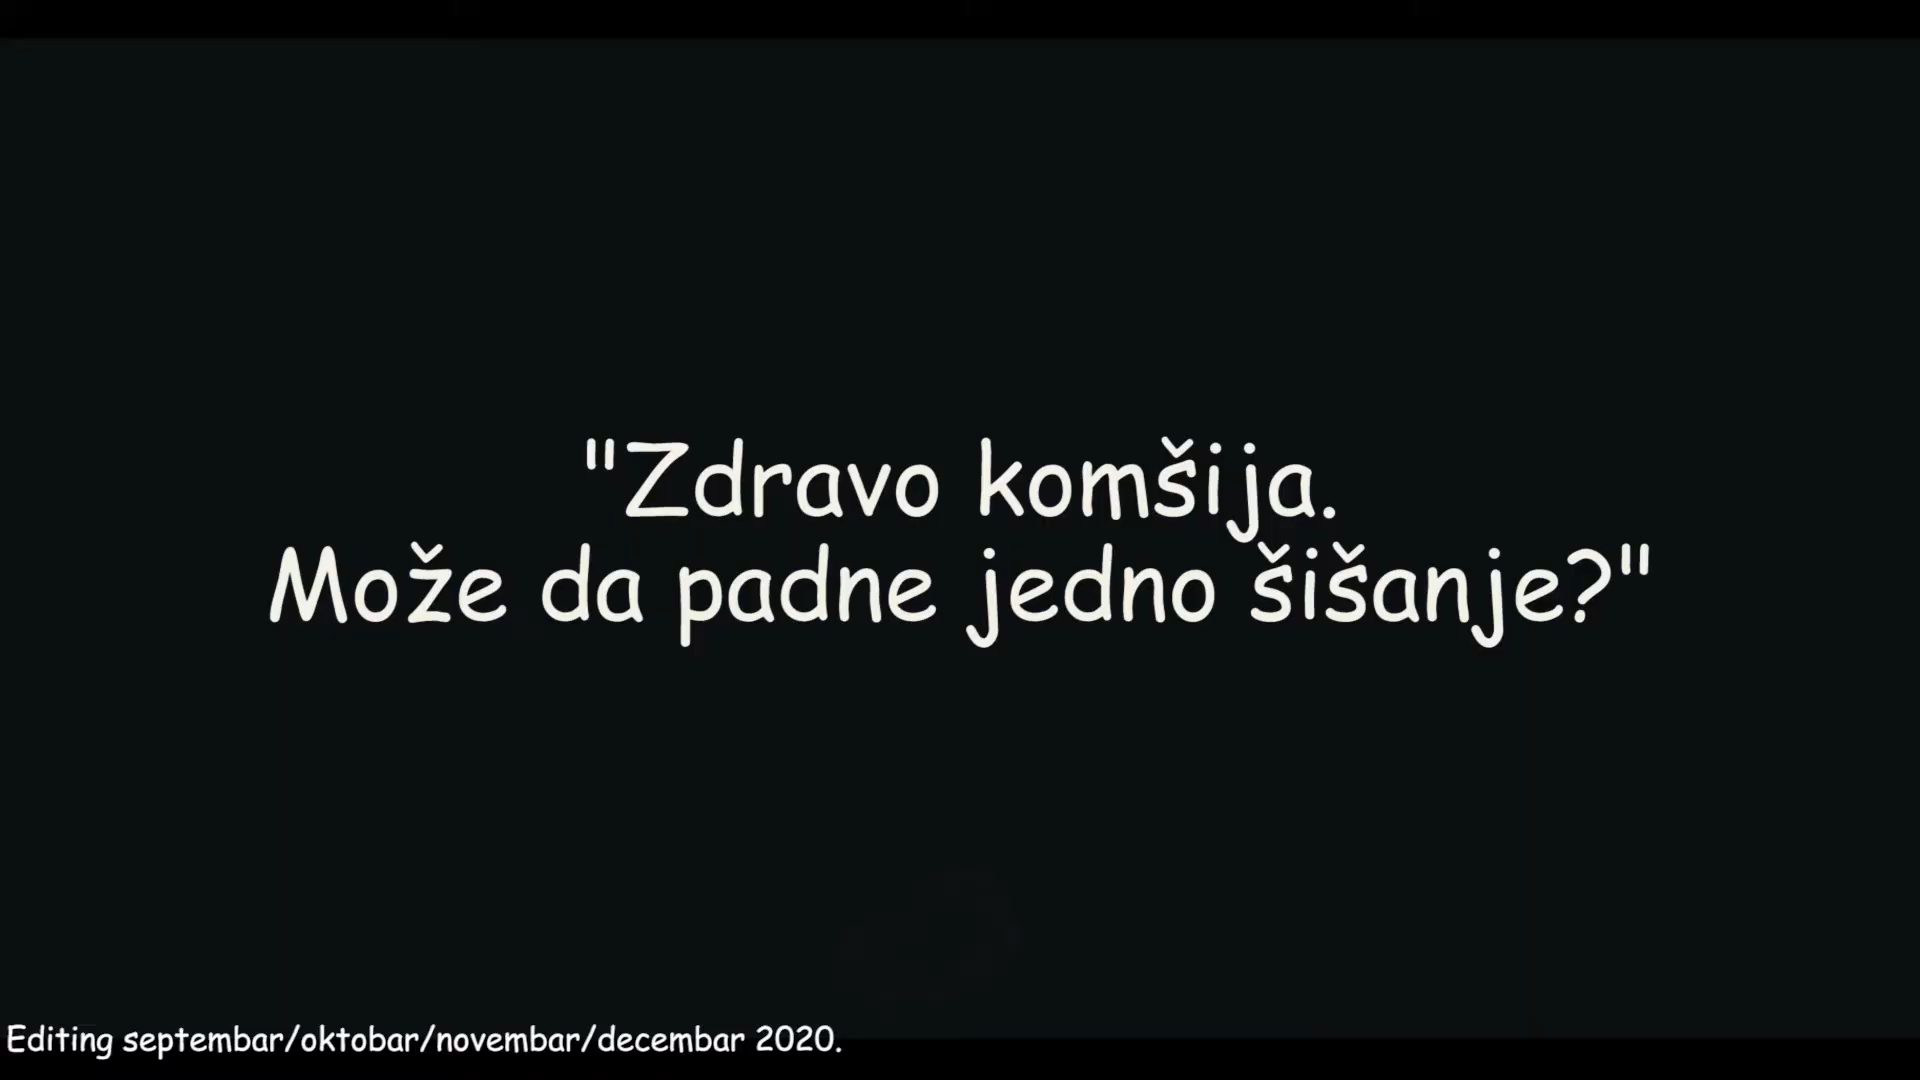 "Zdravo komšija.
Može da padne jedno šišanje?"
Editing septembar/oktobar/novembar/decembar 2020.